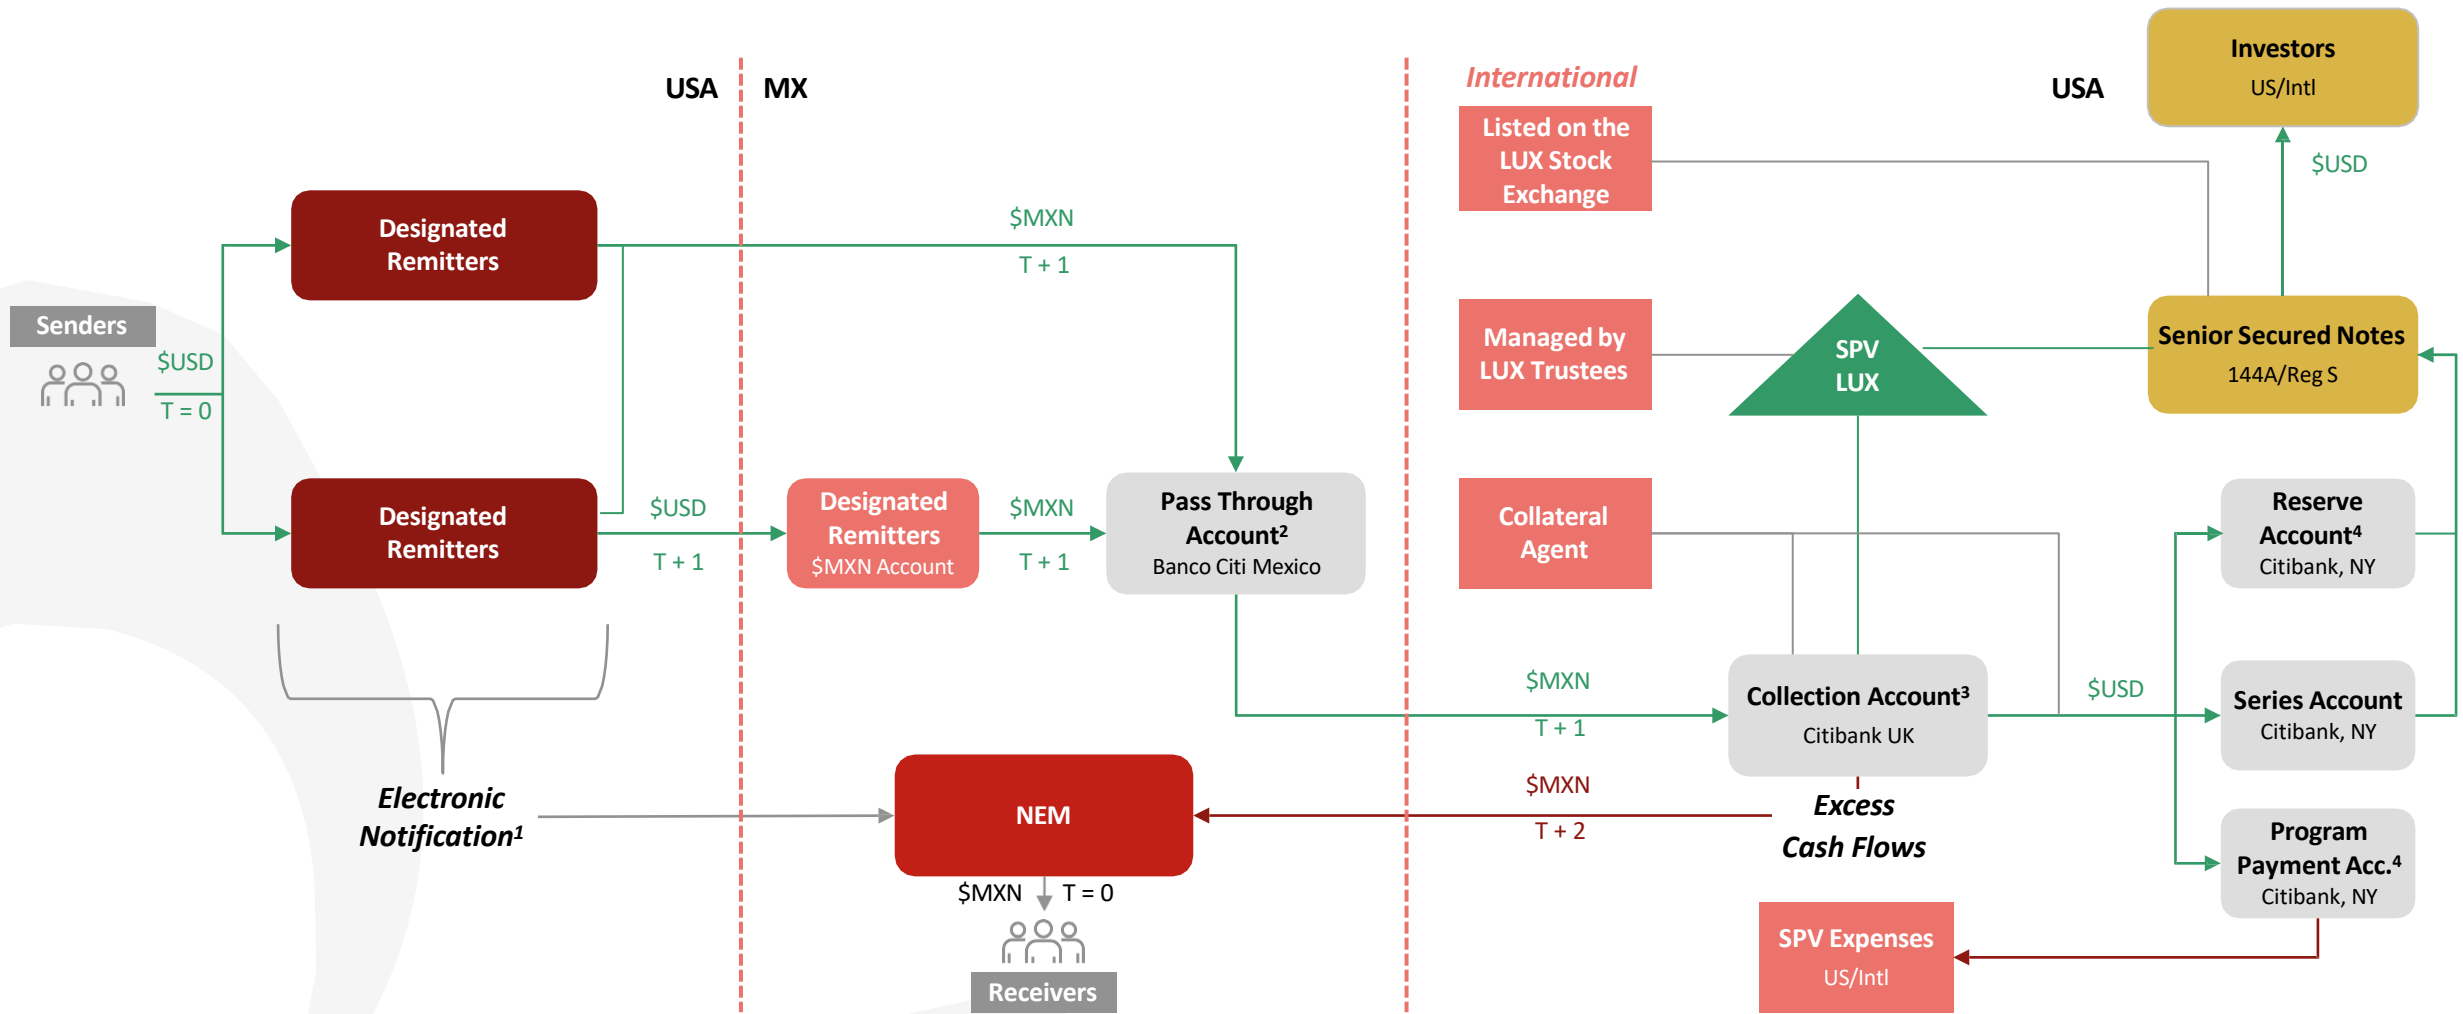 USA
MX
International
USA
Investors
US/Intl
$USD
Listed on the
LUX Stock
Exchange
Designated
Remitters
$MXN
T + 1
Senders
$USD
T = 0
Managed by
LUX Trustees
SPV
LUX
Senior Secured Notes
144A/Reg S
Designated
Remitters
$USD
T + 1
Designated
Remitters
$MXN Account
$MXN
T + 1
Pass Through
Account²
Banco Citi Mexico
Collateral
Agent
Reserve
Account⁴
Citibank, NY
$MXN
T + 1
Collection Account³
Citibank UK
$USD
Series Account
Citibank, NY
Electronic
Notification¹
NEM
$MXN
T + 2
Excess
Cash Flows
Program
Payment Acc.⁴
Citibank, NY
$MXN
T = 0
Receivers
SPV Expenses
US/Intl